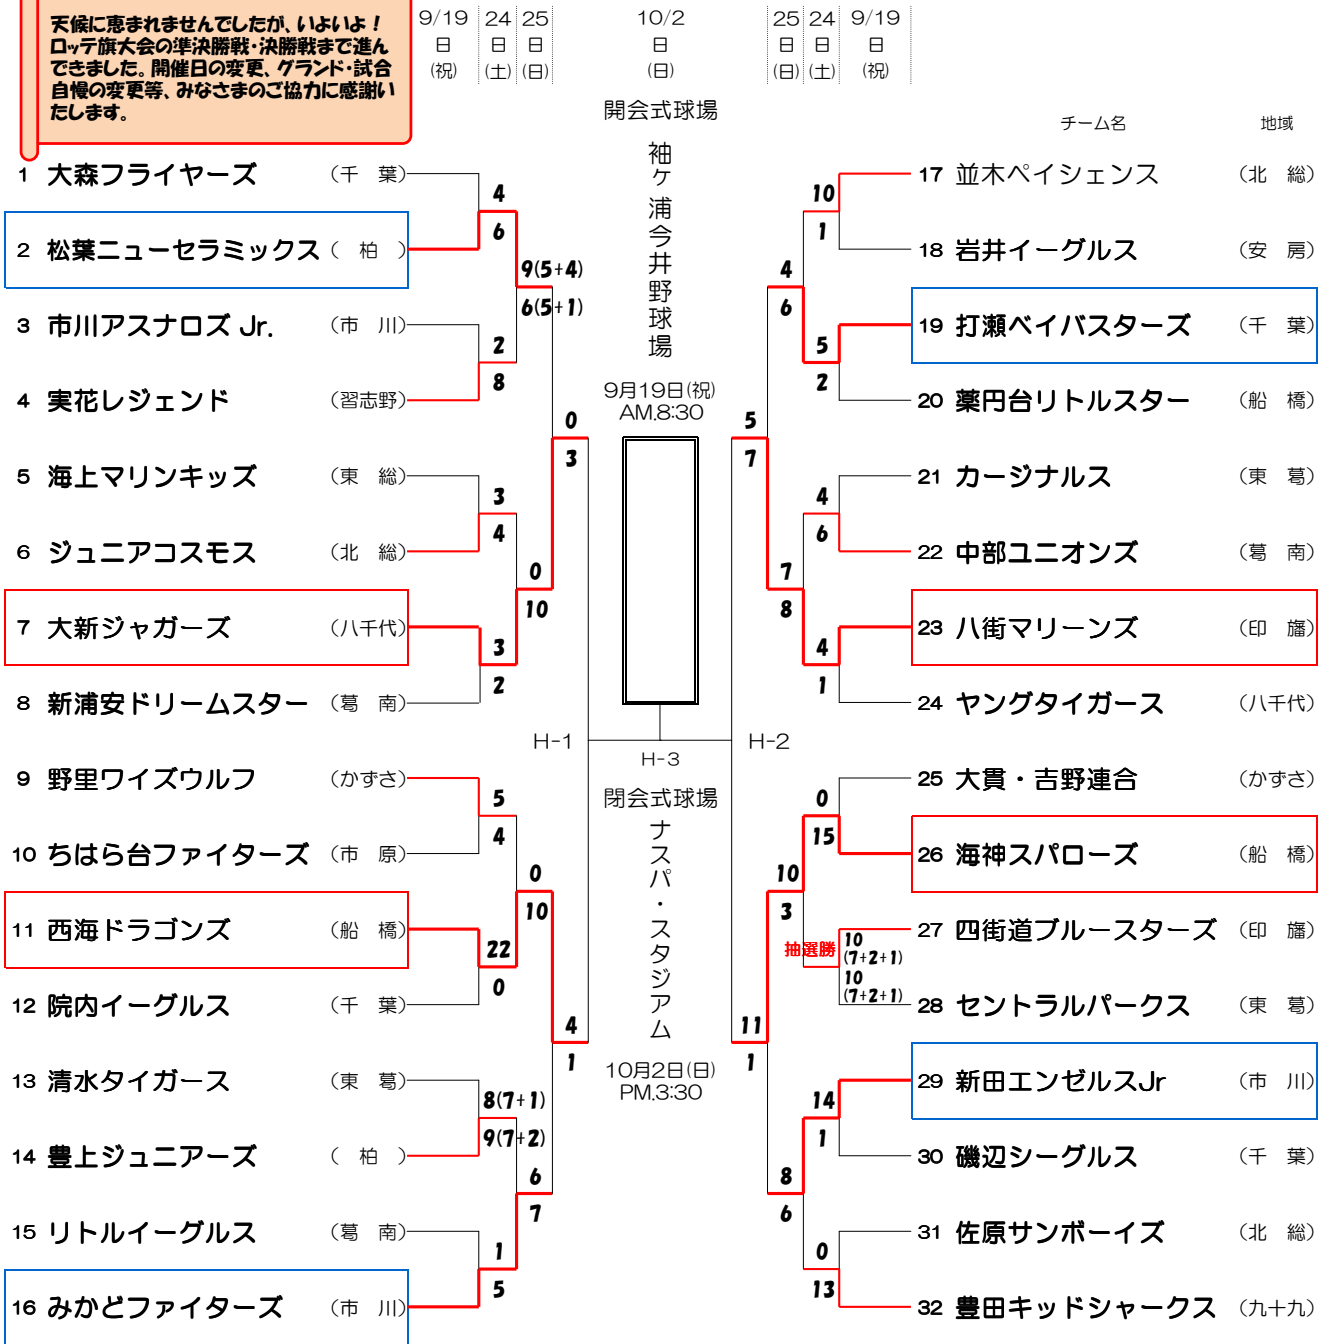 天候に恵まれませんでしたが、いよいよ！
ロッテ旗大会の準決勝戦・決勝戦まで進ん
できました。開催日の変更、グランド・試合
自慢の変更等、みなさまのご協力に感謝い
たします。
9/19 24 25 10/2 25 24 9/19
日 日 日 日 日 日 日
(祝) (土) (日) (日) (日) (土) (祝)
開会式球場
袖ヶ浦今井野球場
9月19日(祝)
AM.8:30
チーム名 地域
1 大森フライヤーズ （千 葉）
4
6
2 松葉ニューセラミックス （ 柏 ）
9(5+4)
6(5+1)
3 市川アスナロズ Jr. （市 川）
2
8
4 実花レジェンド （習志野）
0
3
5 海上マリンキッズ （東 総）
3
4
6 ジュニアコスモス （北 総）
0
10
7 大新ジャガーズ （八千代）
3
2
8 新浦安ドリームスター （葛 南）
H-1
9 野里ワイズウルフ （かずさ）
5
4
10 ちはら台ファイターズ （市 原）
0
10
11 西海ドラゴンズ （船 橋）
22
0
12 院内イーグルス （千 葉）
4
1
13 清水タイガース （東 葛）
8(7+1)
9(7+2)
14 豊上ジュニアーズ （ 柏 ）
6
7
15 リトルイーグルス （葛 南）
1
5
16 みかどファイターズ （市 川）
H-3
閉会式球場
ナスパ・スタジアム
10月2日(日)
PM.3:30
17 並木ペイシェンス （北 総）
10
1
18 岩井イーグルス （安 房）
4
6
19 打瀬ベイバスターズ （千 葉）
5
2
20 薬円台リトルスター （船 橋）
5
7
21 カージナルス （東 葛）
4
6
22 中部ユニオンズ （葛 南）
7
8
23 八街マリーンズ （印 旛）
4
1
24 ヤングタイガース （八千代）
H-2
25 大貫・吉野連合 （かずさ）
0
15
26 海神スパローズ （船 橋）
10
3
27 四街道ブルースターズ （印 旛）
抽選勝
10
(7+2+1)
10
(7+2+1)
28 セントラルパークス （東 葛）
11
1
29 新田エンゼルスJr （市 川）
14
1
30 磯辺シーグルス （千 葉）
8
6
31 佐原サンボーイズ （北 総）
0
13
32 豊田キッドシャークス （九十九）